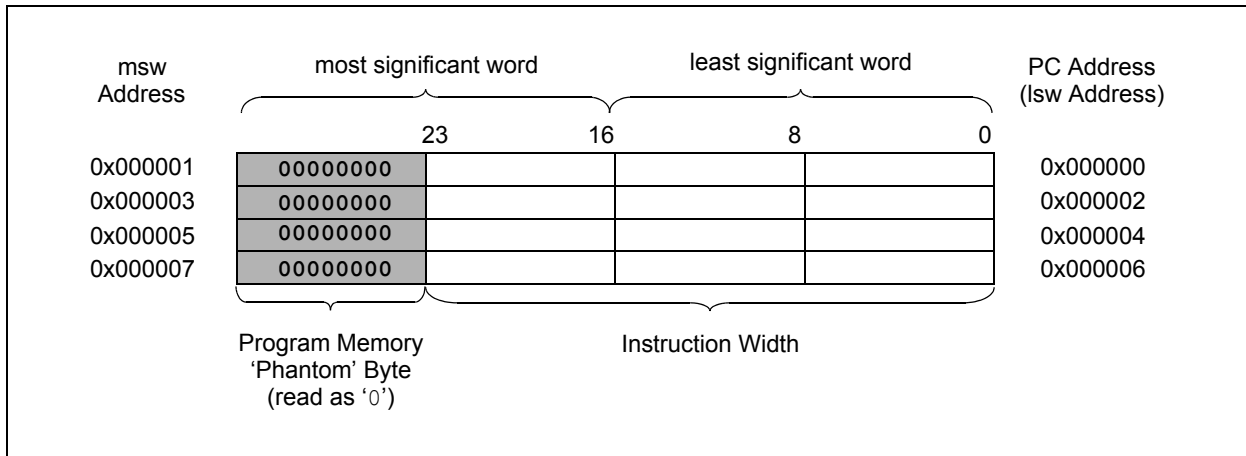 msw
Address
most significant word
least significant word
PC Address
(lsw Address)
23
16
8
0
0x000001
00000000
0x000000
0x000003
00000000
0x000002
0x000005
00000000
0x000004
0x000007
00000000
0x000006
Program Memory
‘Phantom’ Byte
(read as ‘0’)
Instruction Width